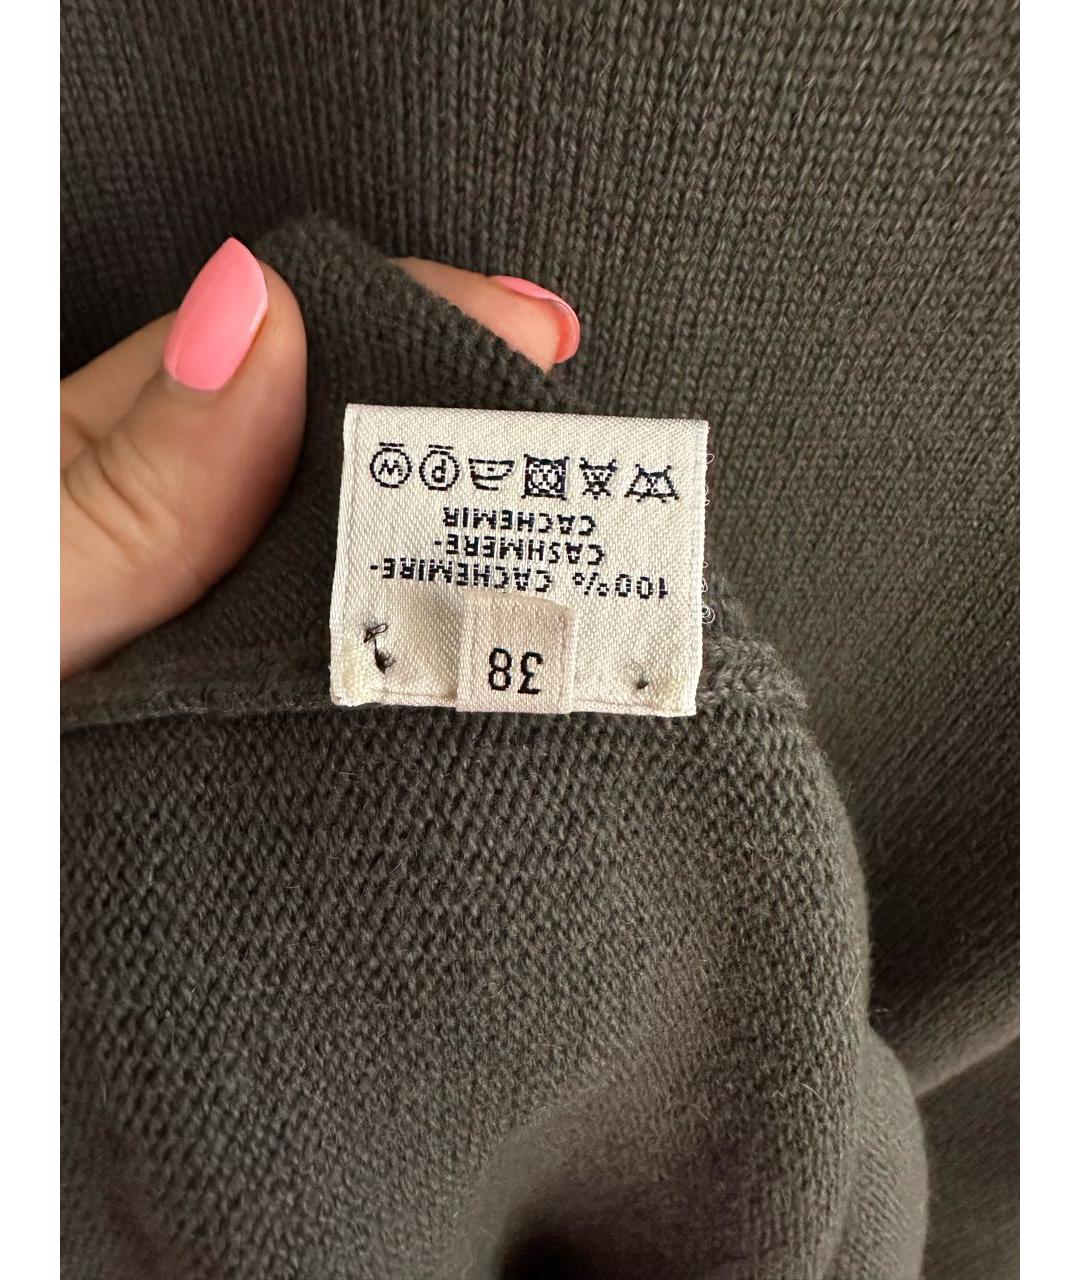 38
100% CACHEMIRE-
CASHMERE-
CACHEMIR
W P